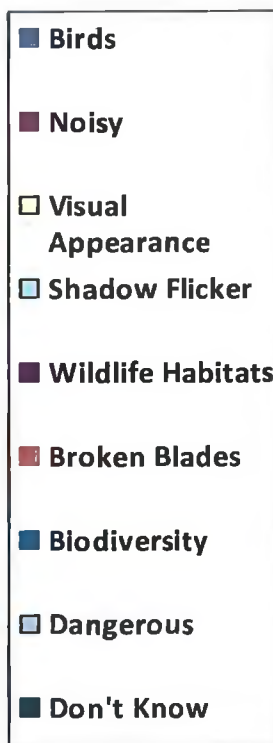 Birds
Noisy
Visual
Appearance
Shadow Flicker
Wildlife Habitats
Broken Blades
Biodiversity
Dangerous
Don't Know